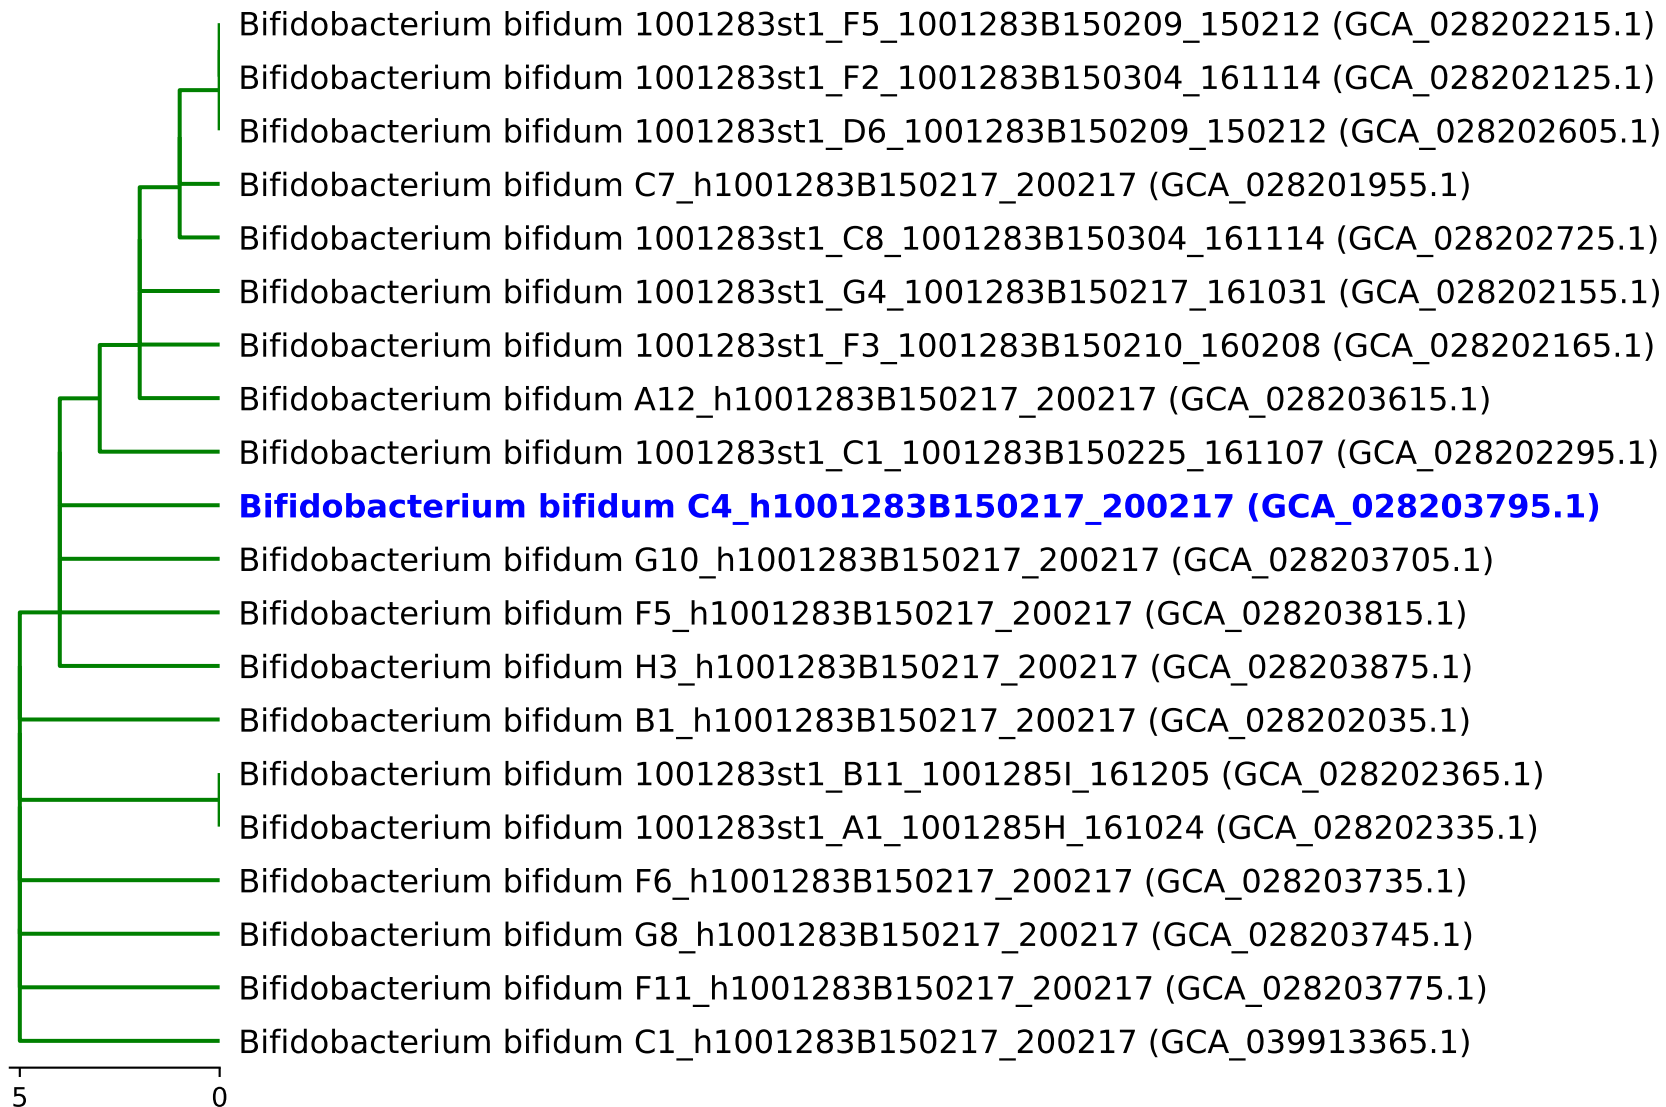 Bifidobacterium bifidum 1001283st1_F5_1001283B150209_150212 (GCA_028202215.1)
Bifidobacterium bifidum 1001283st1_F2_1001283B150304_161114 (GCA_028202125.1)
Bifidobacterium bifidum 1001283st1_D6_1001283B150209_150212 (GCA_028202605.1)
Bifidobacterium bifidum C7_h1001283B150217_200217 (GCA_028201955.1)
Bifidobacterium bifidum 1001283st1_C8_1001283B150304_161114 (GCA_028202725.1)
Bifidobacterium bifidum 1001283st1_G4_1001283B150217_161031 (GCA_028202155.1)
Bifidobacterium bifidum 1001283st1_F3_1001283B150210_160208 (GCA_028202165.1)
Bifidobacterium bifidum A12_h1001283B150217_200217 (GCA_028203615.1)
Bifidobacterium bifidum 1001283st1_C1_1001283B150225_161107 (GCA_028202295.1)
Bifidobacterium bifidum C4_h1001283B150217_200217 (GCA_028203795.1)
Bifidobacterium bifidum G10_h1001283B150217_200217 (GCA_028203705.1)
Bifidobacterium bifidum F5_h1001283B150217_200217 (GCA_028203815.1)
Bifidobacterium bifidum H3_h1001283B150217_200217 (GCA_028203875.1)
Bifidobacterium bifidum B1_h1001283B150217_200217 (GCA_028202035.1)
Bifidobacterium bifidum 1001283st1_B11_1001285I_161205 (GCA_028202365.1)
Bifidobacterium bifidum 1001283st1_A1_1001285H_161024 (GCA_028202335.1)
Bifidobacterium bifidum F6_h1001283B150217_200217 (GCA_028203735.1)
Bifidobacterium bifidum G8_h1001283B150217_200217 (GCA_028203745.1)
Bifidobacterium bifidum F11_h1001283B150217_200217 (GCA_028203775.1)
Bifidobacterium bifidum C1_h1001283B150217_200217 (GCA_039913365.1)
5 0